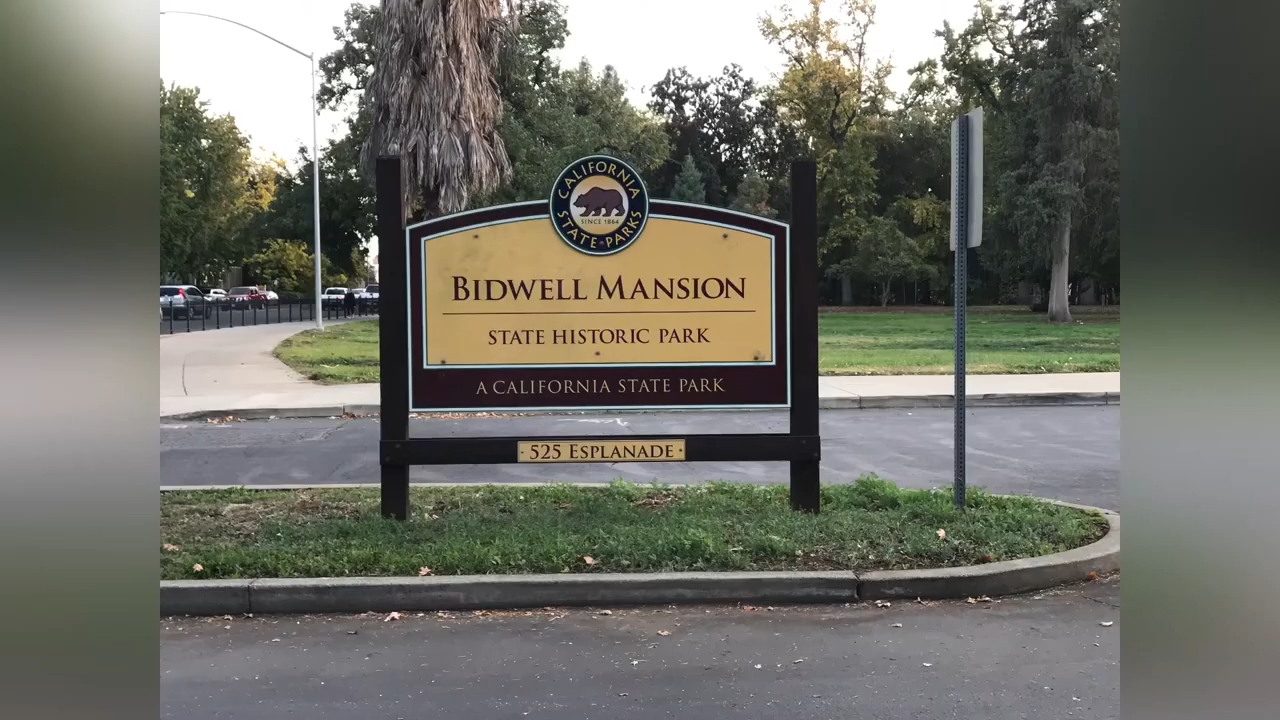 CALIFORNIA
SINCE 1864
STATE PARKS
BIDWELL MANSION
STATE HISTORIC PARK
A CALIFORNIA STATE PARK
525 ESPLANADE